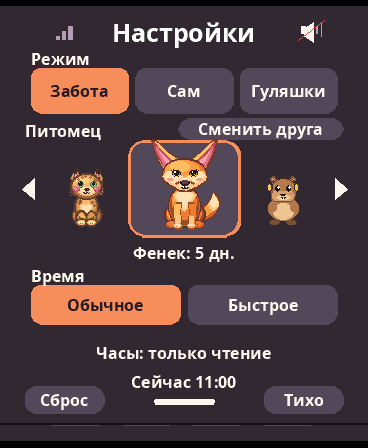 Настройки
Режим
Забота Сам Гуляшки
Питомец Сменить друга
Фенек: 5 дн.
Время
Обычное Быстрое
Часы: только чтение
Сейчас 11:00
Сброс Тихо